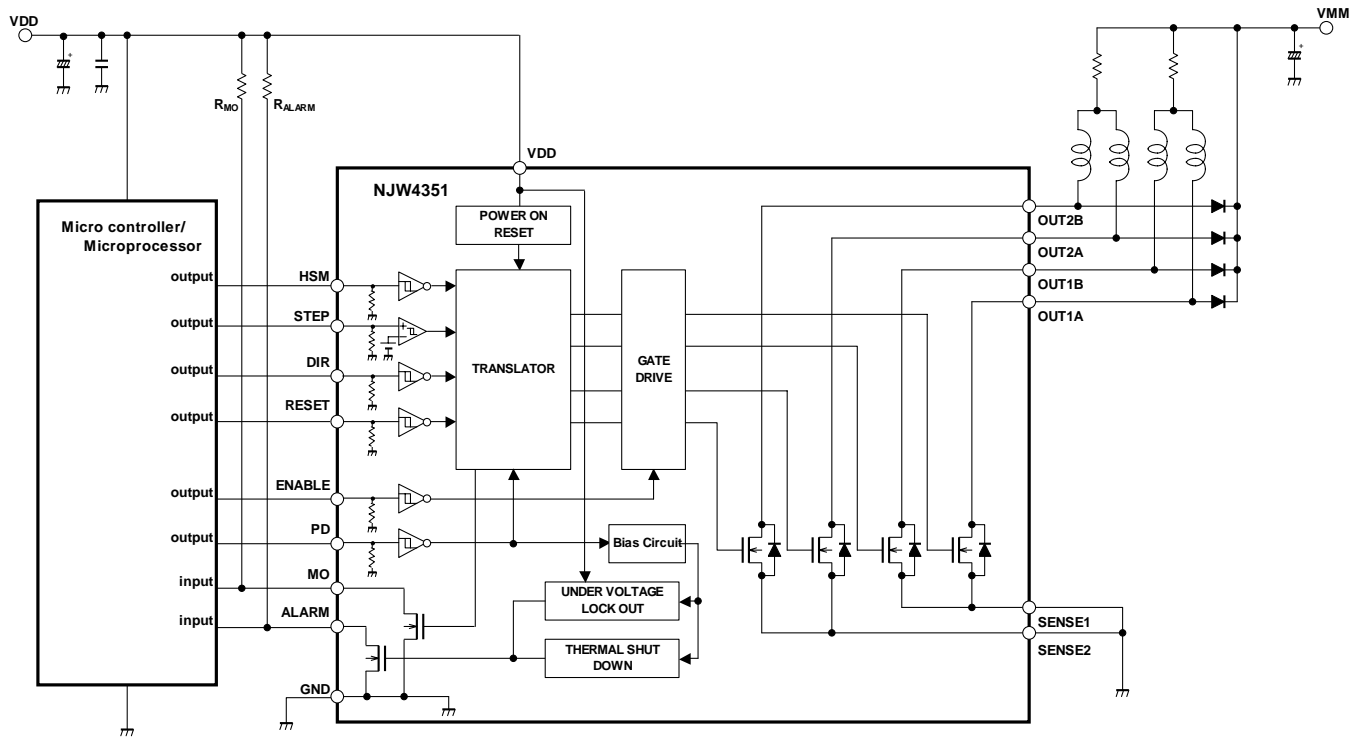 VDD
VMM
+
+
RMO
RALARM
VDD
NJW4351
Micro controller/
Microprocessor
POWER ON
RESET
OUT2B
OUT2A
OUT1B
OUT1A
output
HSM
output
STEP
+
-
output
DIR
output
RESET
TRANSLATOR
GATE
DRIVE
output
ENABLE
output
PD
Bias Circuit
input
MO
UNDER VOLTAGE
LOCK OUT
input
ALARM
SENSE1
SENSE2
THERMAL SHUT
DOWN
GND